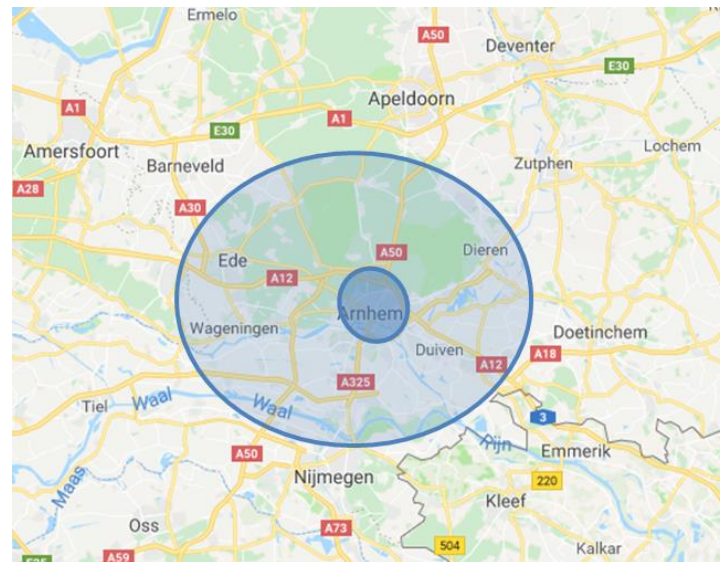 Ermelo
A50
Deventer
E30
A1
Apeldoorn
A1
E30
Amersfoort
Barneveld
Zutphen
Lochem
A28
A30
Ede
A50
Dieren
A12
Arnhem
Wageningen
Duiven
Doetinchem
A12
A18
A325
Tiel
Waal
Waal
3
Rijn
Emmerik
A50
Nijmegen
220
Maas
Kleef
Oss
A73
504
Kalkar
A59